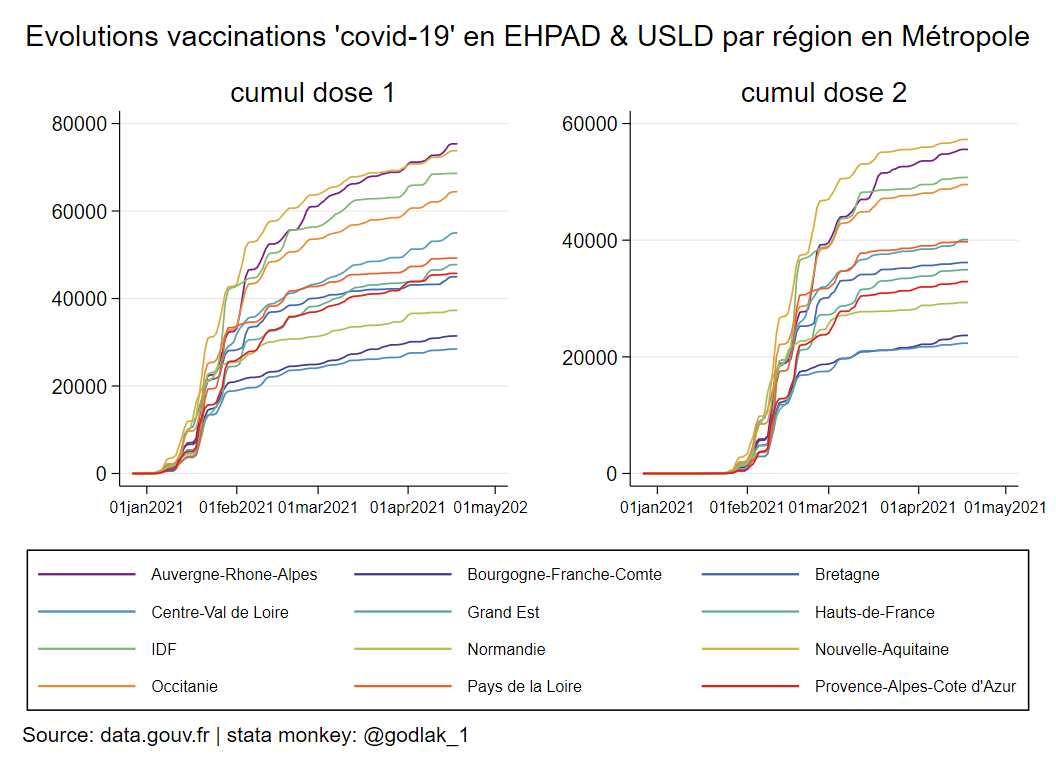 Evolutions vaccinations 'covid-19' en EHPAD & USLD par région en Métropole
cumul dose 1
cumul dose 2
80000
60000
40000
20000
0
01jan2021 01feb2021 01mar2021 01apr2021 01may202
60000
40000
20000
0
01jan2021 01feb2021 01mar2021 01apr2021 01may2021
Auvergne-Rhone-Alpes Bourgogne-Franche-Comte Bretagne
Centre-Val de Loire Grand Est Hauts-de-France
IDF Normandie Nouvelle-Aquitaine
Occitanie Pays de la Loire Provence-Alpes-Cote d'Azur
Source: data.gouv.fr | stata monkey: @godlak_1